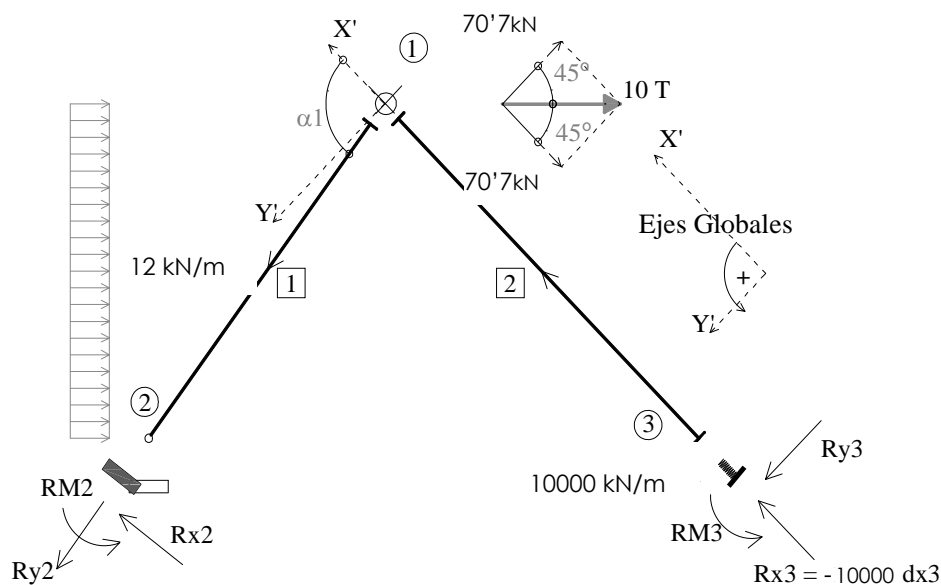 X'
1
70'7kN
45º
10 T
45º
α1
X'
70'7kN
Y'
Ejes Globales
12 kN/m
1
2
+
Y'
2
3
Ry3
10000 kN/m
RM2
Rx2
RM3
Ry2
Rx3 = - 10000 dx3